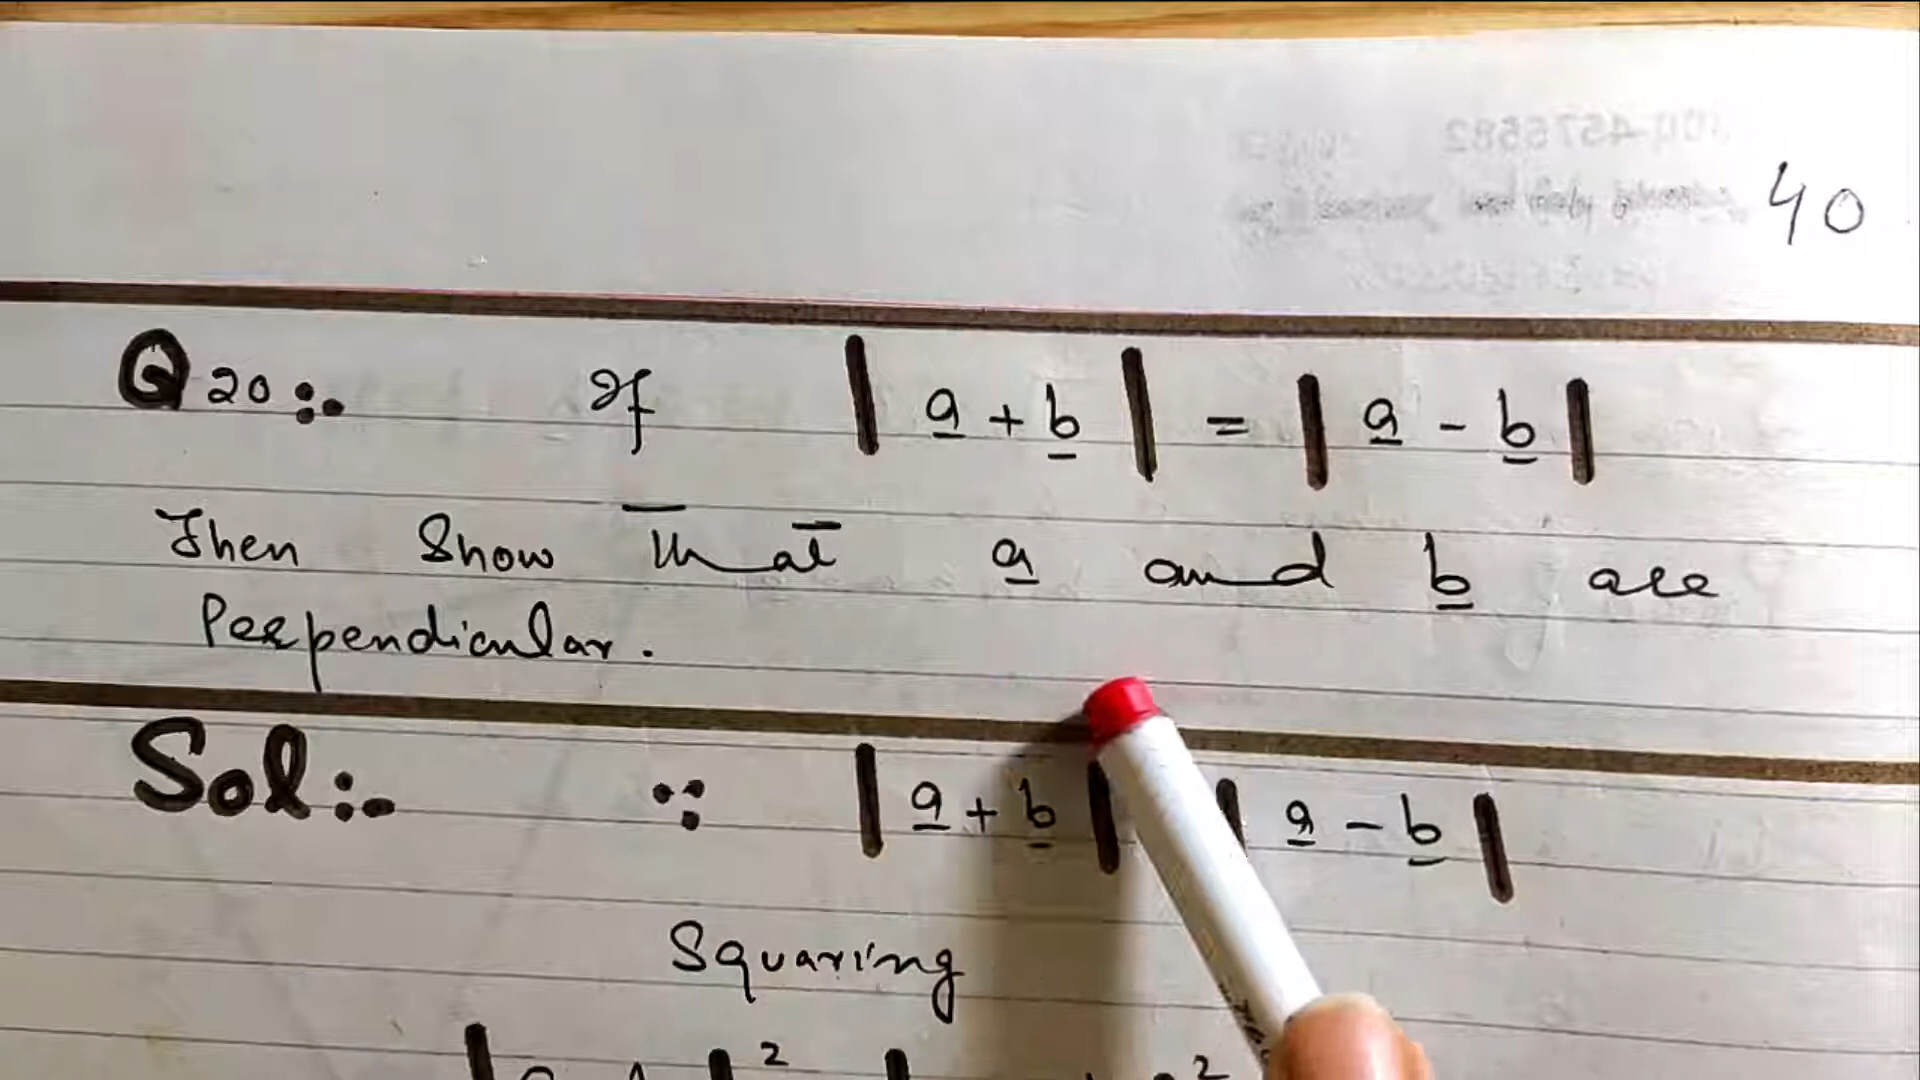 40
Q20:- If |a + b| = |a - b|
Then Show that a and b are
Perpendicular.
Sol:- ∵ |a + b| |a - b|
Squaring